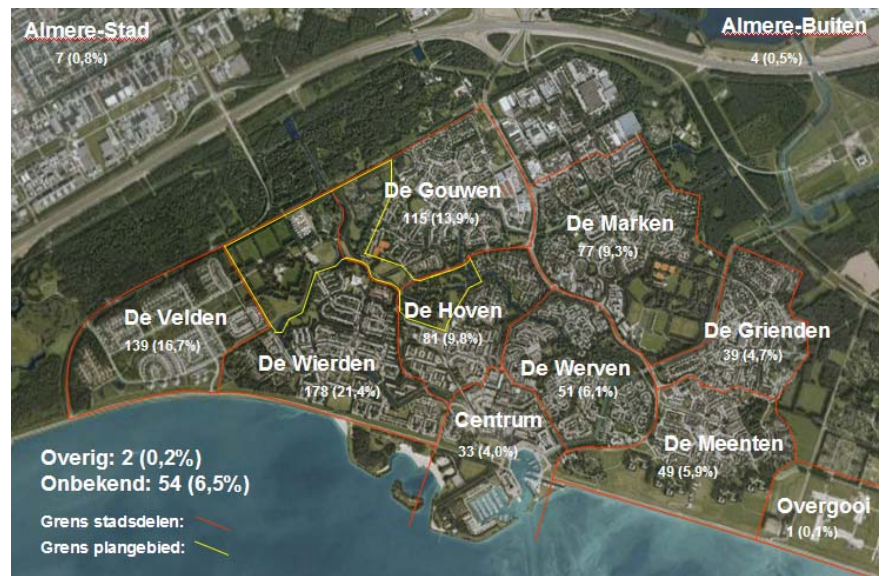 Almere-Stad
7 (0,8%)
Almere-Buiten
4 (0,5%)
De Gouwen
115 (13,9%)
De Marken
77 (9,3%)
De Velden
139 (16,7%)
De Hoven
81 (9,8%)
De Wierden
178 (21,4%)
De Grienden
39 (4,7%)
De Werven
51 (6,1%)
Centrum
33 (4,0%)
De Meenten
49 (5,9%)
Overgooi
1 (0,1%)
Overig: 2 (0,2%)
Onbekend: 54 (6,5%)
Grens stadsdelen:
Grens plangebied: